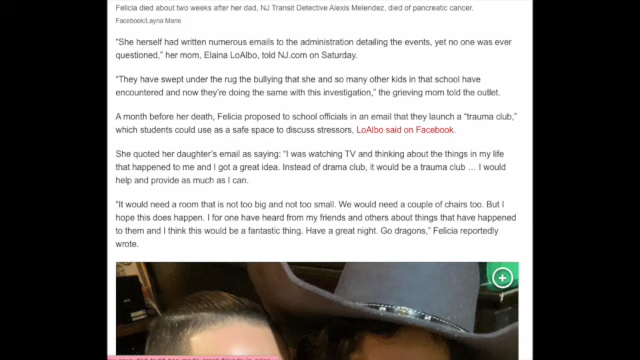 Felicia died about two weeks after her dad, NJ Transit Detective Alexis Melendez, died of pancreatic cancer.
Facebook/Layna Marie
“She herself had written numerous emails to the administration detailing the events, yet no one was ever
questioned,” her mom, Elaina LoAlbo, told NJ.com on Saturday.
“They have swept under the rug the bullying that she and so many other kids in that school have
encountered and now they’re doing the same with this investigation,” the grieving mom told the outlet.
A month before her death, Felicia proposed to school officials in an email that they launch a “trauma club,”
which students could use as a safe space to discuss stressors, LoAlbo said on Facebook.
She quoted her daughter’s email as saying: “I was watching TV and thinking about the things in my life
that happened to me and I got a great idea. Instead of drama club, it would be a trauma club … I would
help and provide as much as I can.
“It would need a room that is not too big and not too small. We would need a couple of chairs too. But I
hope this does happen. I for one have heard from my friends and others about things that have happened
to them and I think this would be a fantastic thing. Have a great night. Go dragons,” Felicia reportedly
wrote.